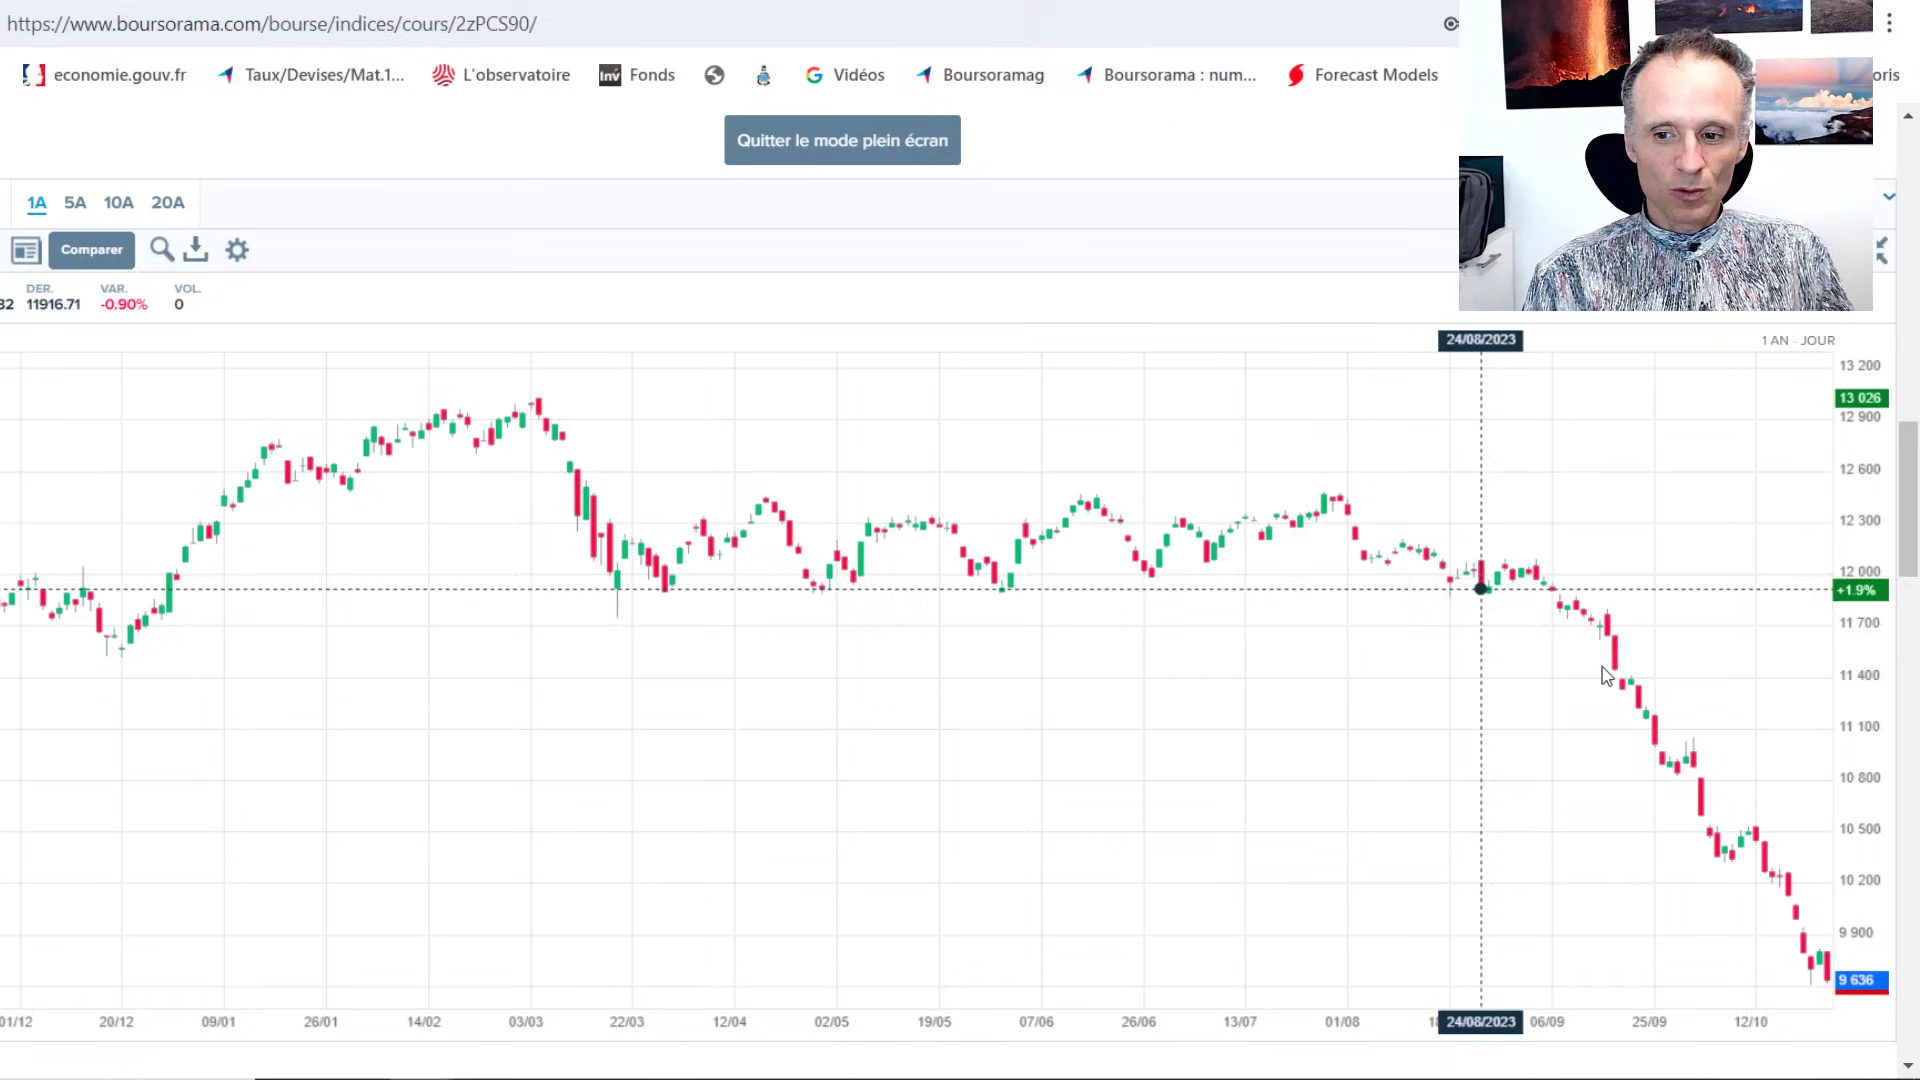 https://www.boursorama.com/bourse/indices/cours/2zPCS90/
economie.gouv.fr Taux/Devises/Mat.1... L'observatoire Inv Fonds Vidéos Boursoramag Boursorama : num... Forecast Models oris
Quitter le mode plein écran
1A 5A 10A 20A
Comparer
DER. VAR. VOL.
32 11916.71 -0.90% 0
24/08/2023 1 AN - JOUR
13 200
13 026
12 900
12 600
12 300
12 000
+1.9%
11 700
11 400
11 100
10 800
10 500
10 200
9 900
9 636
01/12 20/12 09/01 26/01 14/02 03/03 22/03 12/04 02/05 19/05 07/06 26/06 13/07 01/08 24/08/2023 06/09 25/09 12/10